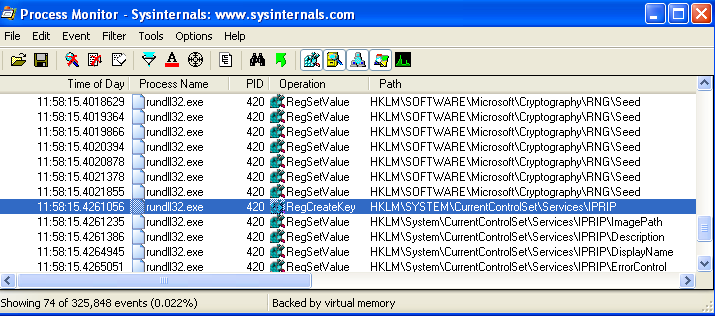 Process Monitor - Sysinternals: www.sysinternals.com
File Edit Event Filter Tools Options Help
Time of Day Process Name PID Operation Path
11:58:15.4018629 rundll32.exe 420 RegSetValue HKLM\SOFTWARE\Microsoft\Cryptography\RNG\Seed
11:58:15.4019364 rundll32.exe 420 RegSetValue HKLM\SOFTWARE\Microsoft\Cryptography\RNG\Seed
11:58:15.4019866 rundll32.exe 420 RegSetValue HKLM\SOFTWARE\Microsoft\Cryptography\RNG\Seed
11:58:15.4020394 rundll32.exe 420 RegSetValue HKLM\SOFTWARE\Microsoft\Cryptography\RNG\Seed
11:58:15.4020878 rundll32.exe 420 RegSetValue HKLM\SOFTWARE\Microsoft\Cryptography\RNG\Seed
11:58:15.4021378 rundll32.exe 420 RegSetValue HKLM\SOFTWARE\Microsoft\Cryptography\RNG\Seed
11:58:15.4021855 rundll32.exe 420 RegSetValue HKLM\SOFTWARE\Microsoft\Cryptography\RNG\Seed
11:58:15.4261056 rundll32.exe 420 RegCreateKey HKLM\SYSTEM\CurrentControlSet\Services\IPRIP
11:58:15.4261235 rundll32.exe 420 RegSetValue HKLM\System\CurrentControlSet\Services\IPRIP\ImagePath
11:58:15.4261386 rundll32.exe 420 RegSetValue HKLM\System\CurrentControlSet\Services\IPRIP\Description
11:58:15.4264945 rundll32.exe 420 RegSetValue HKLM\System\CurrentControlSet\Services\IPRIP\DisplayName
11:58:15.4265051 rundll32.exe 420 RegSetValue HKLM\System\CurrentControlSet\Services\IPRIP\ErrorControl
Showing 74 of 325,848 events (0.022%) Backed by virtual memory